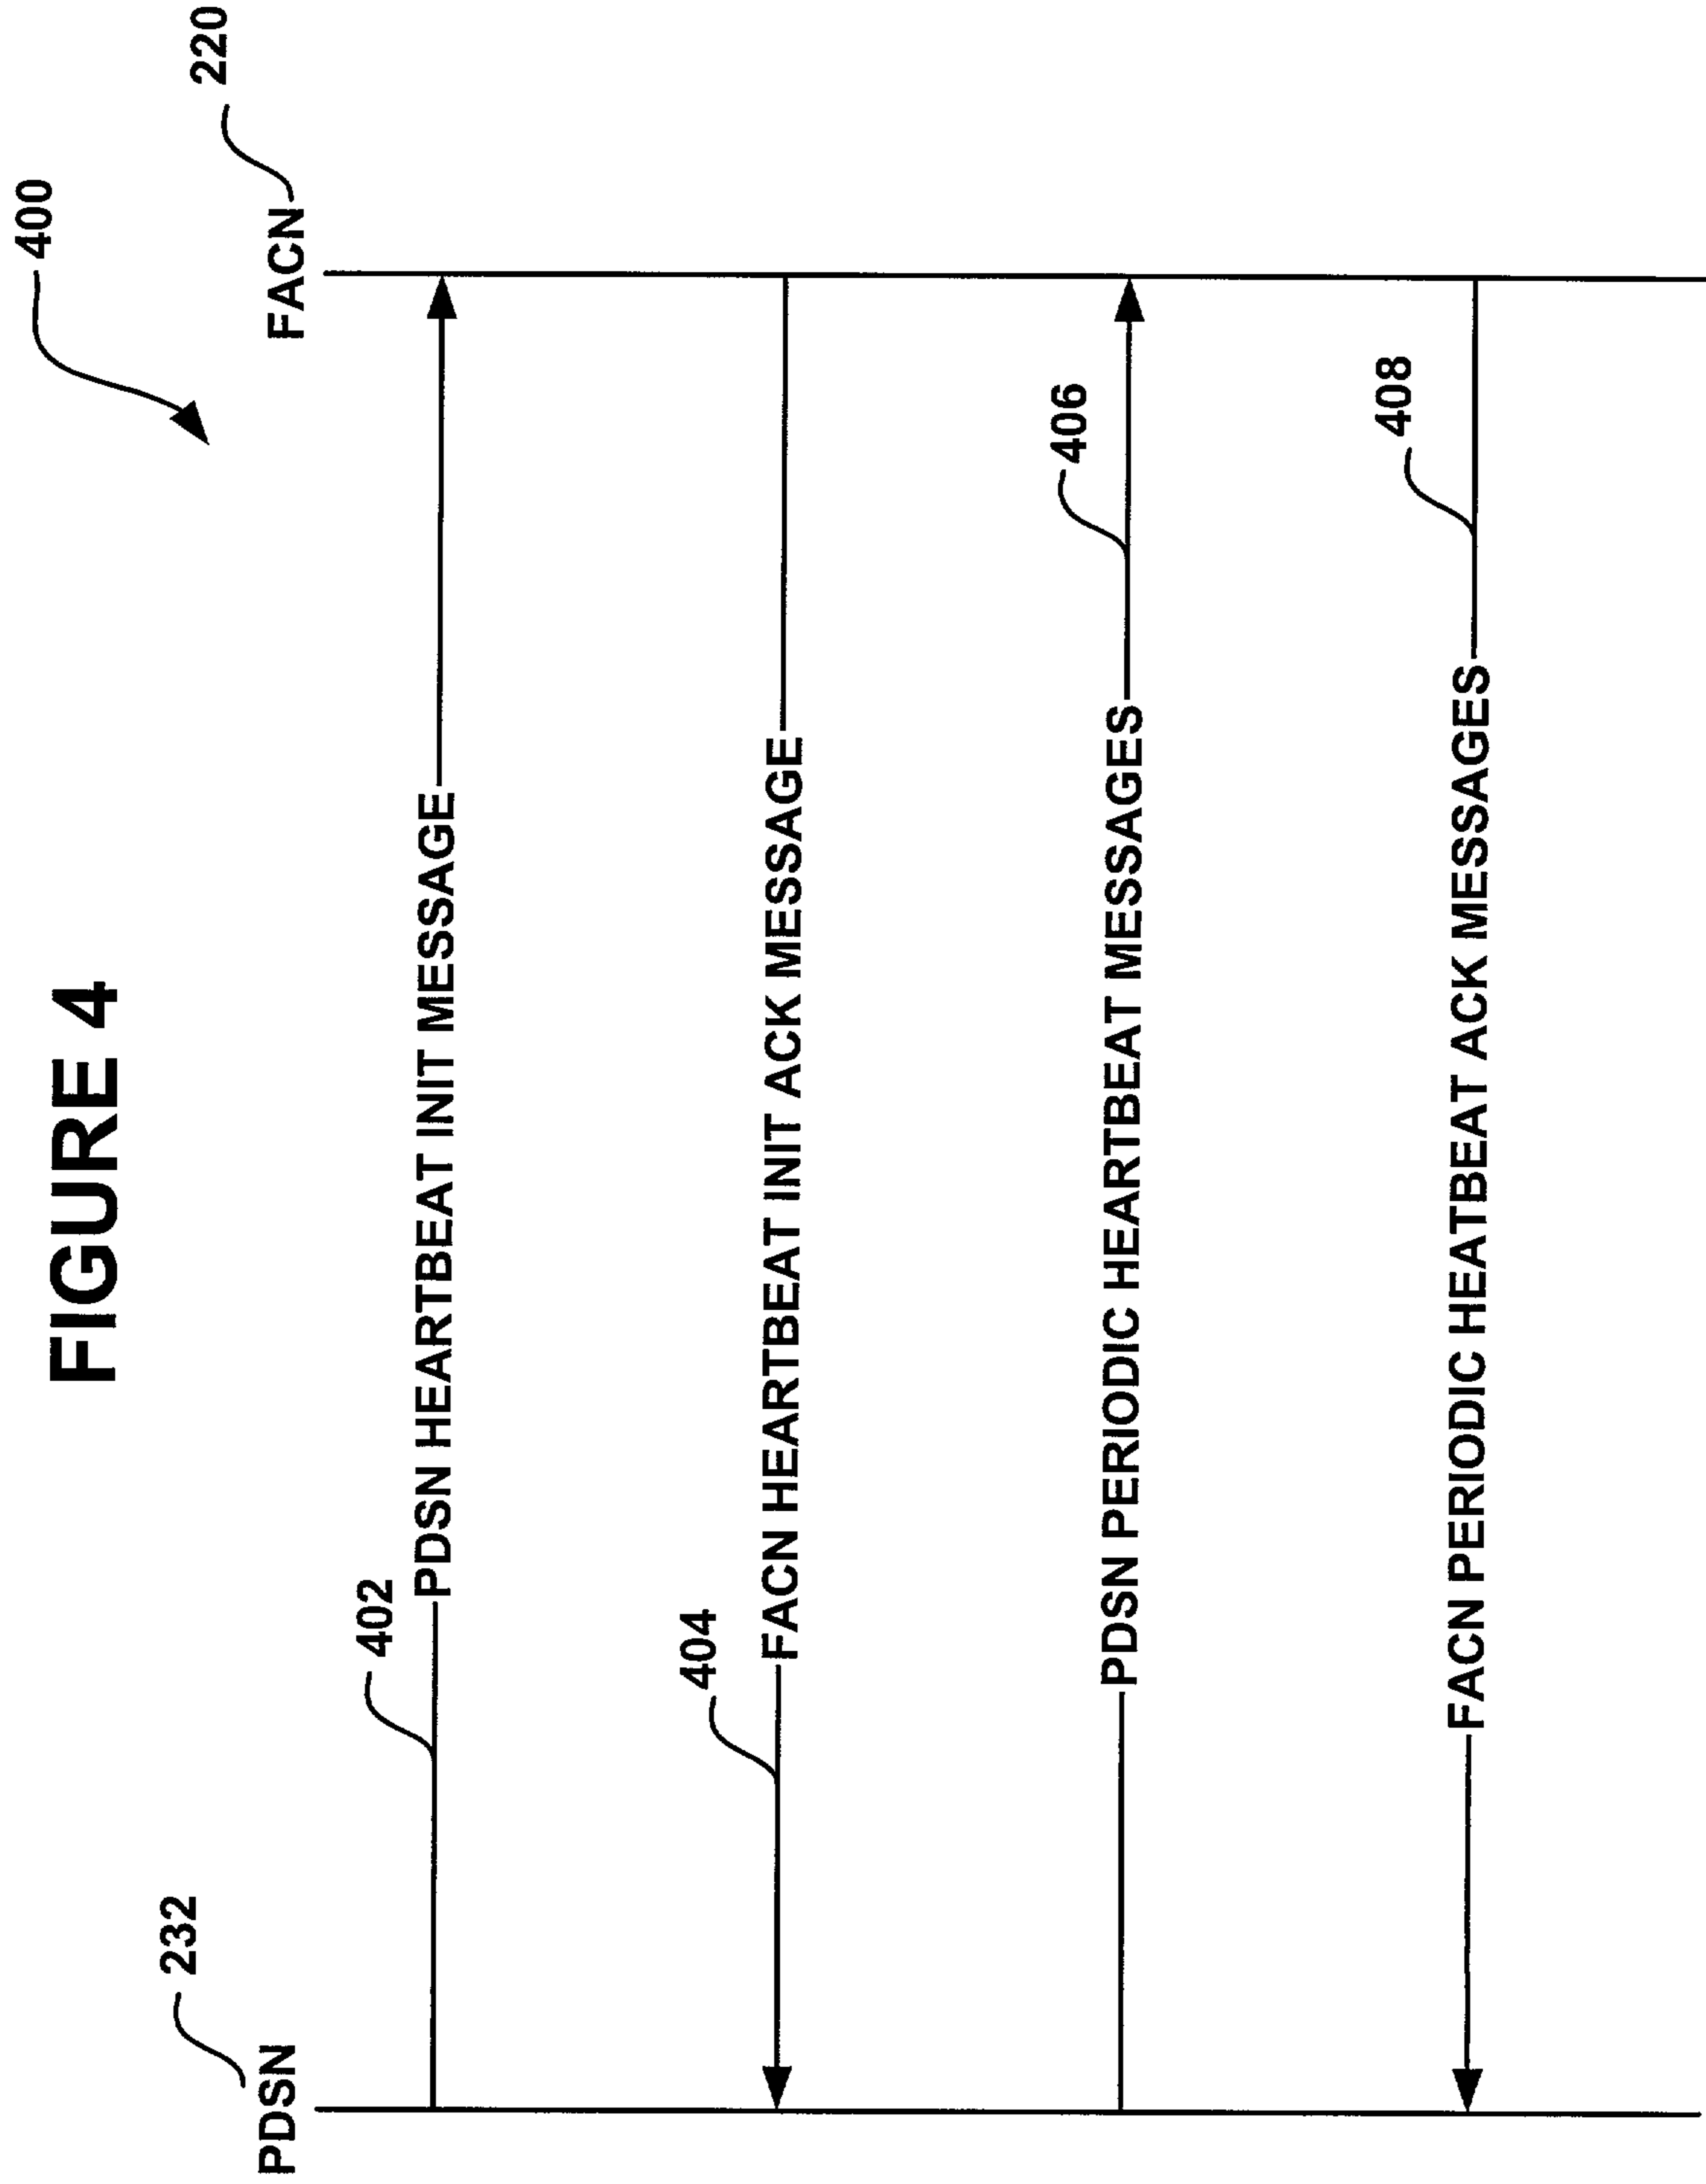 FIGURE 4
400
PDSN 232
FACN 220
402
PDSN HEARTBEAT INIT MESSAGE
404
FACN HEARTBEAT INIT ACK MESSAGE
406
PDSN PERIODIC HEARTBEAT MESSAGES
408
FACN PERIODIC HEATBEAT ACK MESSAGES